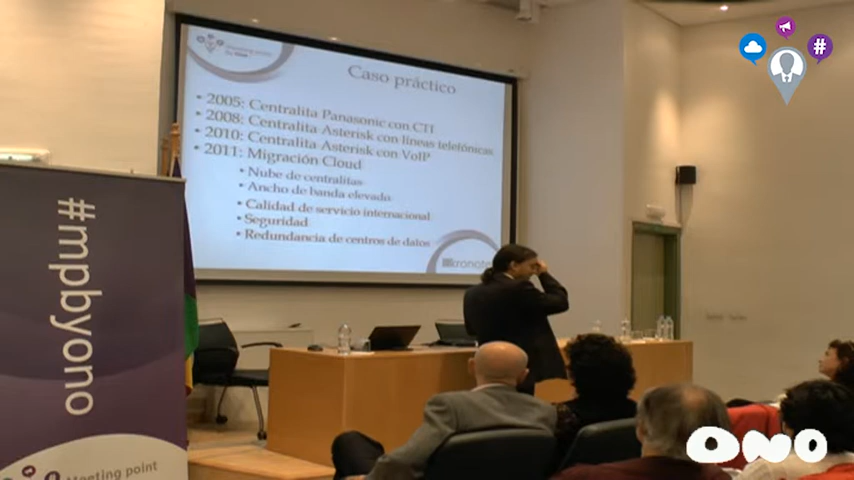 Caso práctico
• 2005: Centralita Panasonic con CTI
• 2008: Centralita Asterisk con líneas telefónicas
• 2010: Centralita Asterisk con VoIP
• 2011: Migración Cloud
• Nube de centralitas
• Ancho de banda elevado
• Calidad de servicio internacional
• Seguridad
• Redundancia de centros de datos
#
#mpbyono
Meeting point
ONO